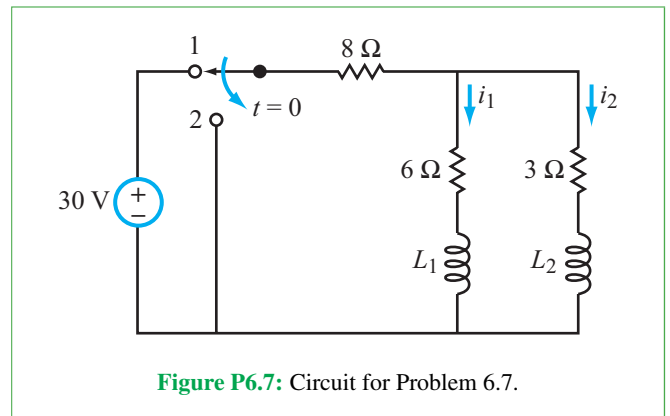 1
8 Ω
t = 0
i1
i2
2
6 Ω
3 Ω
30 V
+
−
L1
L2
Figure P6.7: Circuit for Problem 6.7.